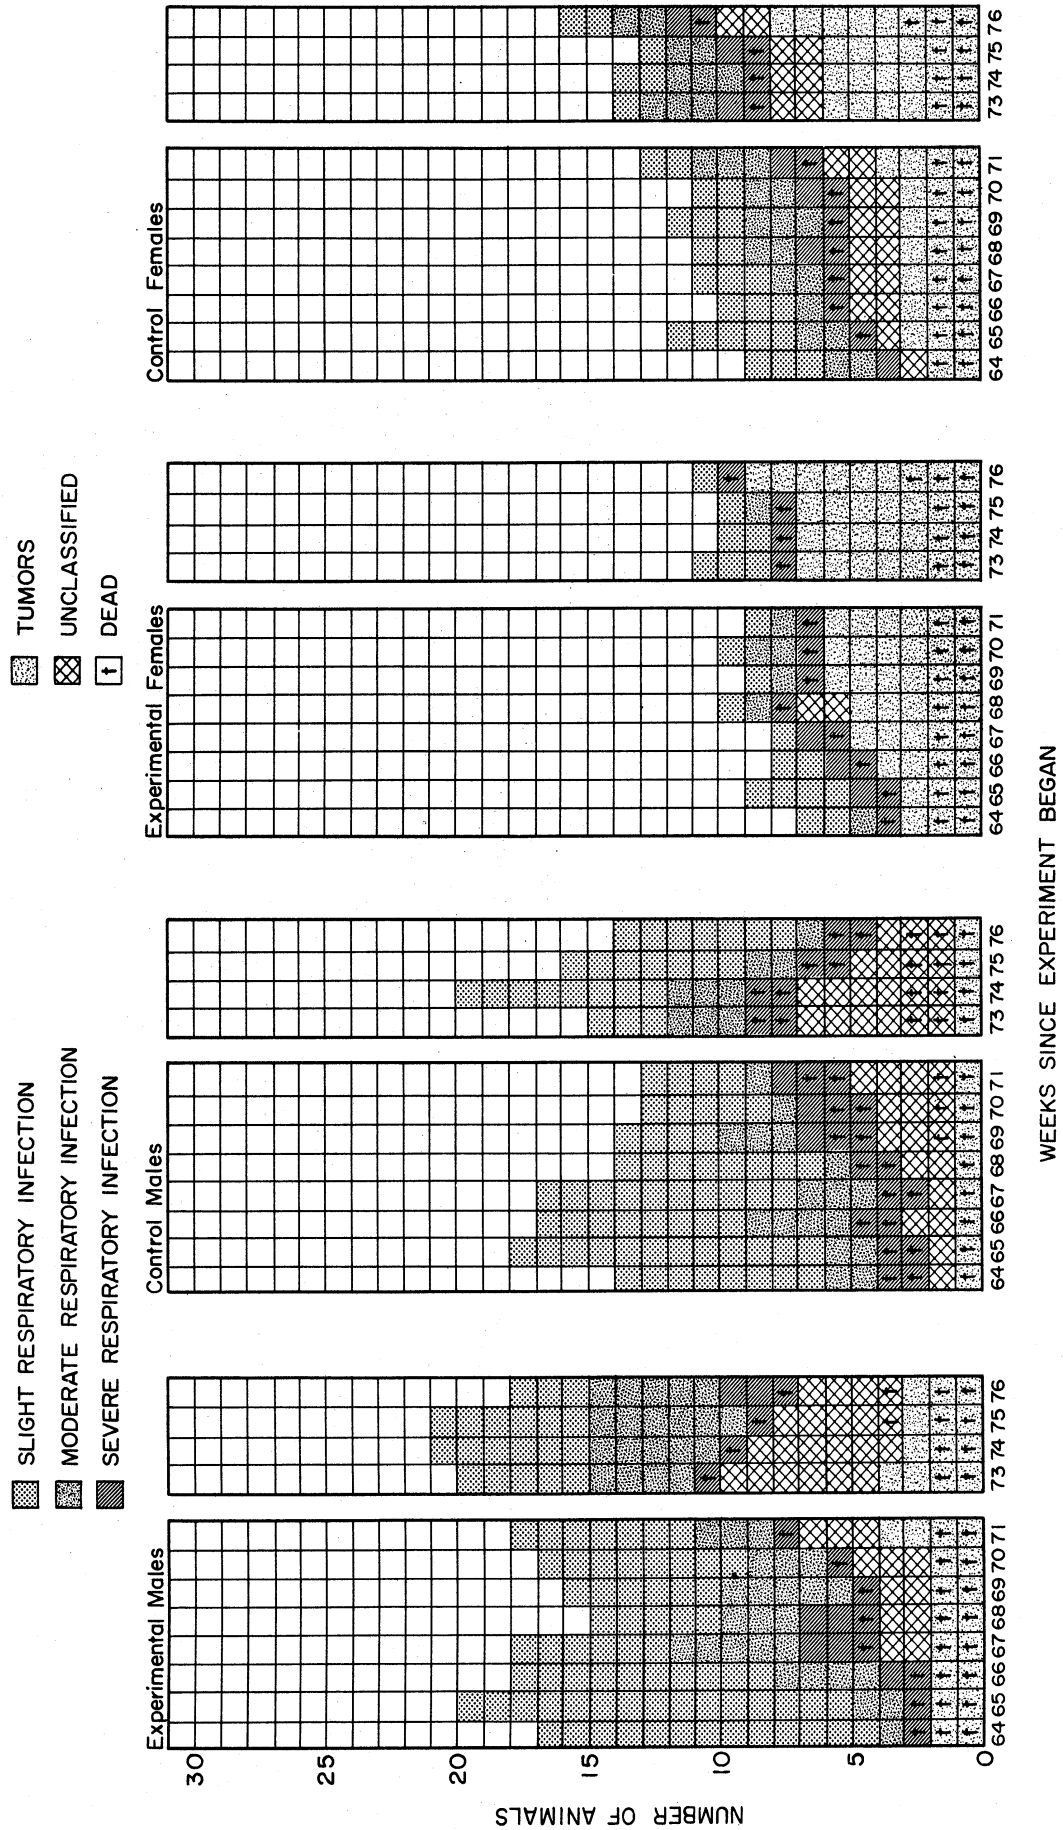 SLIGHT RESPIRATORY INFECTION
MODERATE RESPIRATORY INFECTION
SEVERE RESPIRATORY INFECTION
TUMORS
UNCLASSIFIED
DEAD
NUMBER OF ANIMALS
30
25
20
15
10
5
0
Experimental Males
64 65 66 67 68 69 70 71
73 74 75 76
Control Males
64 65 66 67 68 69 70 71
73 74 75 76
Experimental Females
64 65 66 67 68 69 70 71
73 74 75 76
Control Females
64 65 66 67 68 69 70 71
73 74 75 76
WEEKS SINCE EXPERIMENT BEGAN